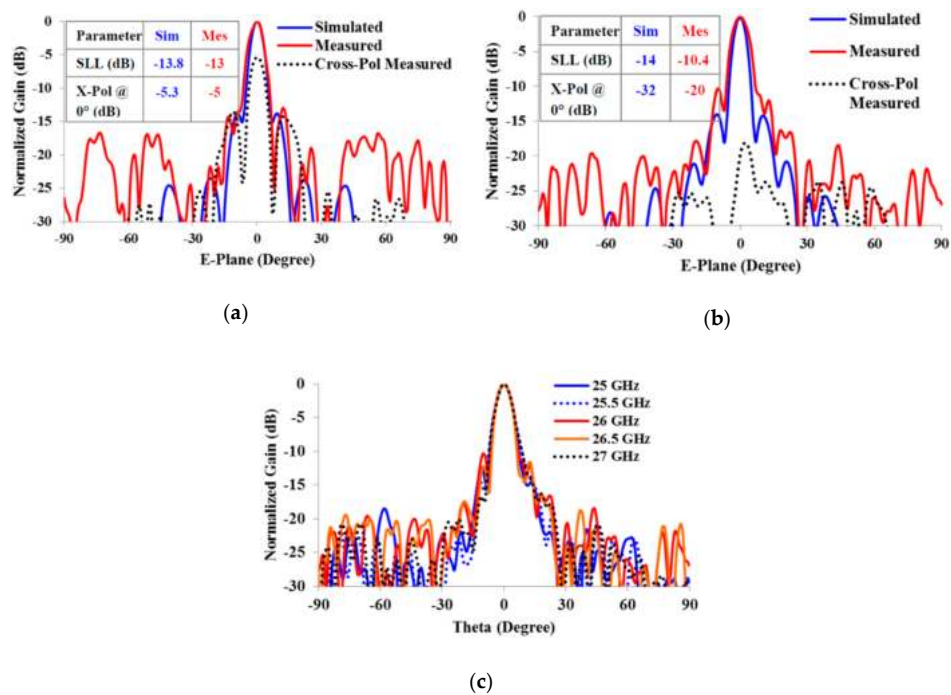 Parameter Sim Mes
SLL (dB) -13.8 -13
X-Pol @ 0° (dB) -5.3 -5
Simulated
Measured
Cross-Pol Measured
Normalized Gain (dB)
0
-5
-10
-15
-20
-25
-30
-90 -60 -30 0 30 60 90
E-Plane (Degree)
(a)
Parameter Sim Mes
SLL (dB) -14 -10.4
X-Pol @ 0° (dB) -32 -20
Simulated
Measured
Cross-Pol
Measured
Normalized Gain (dB)
0
-5
-10
-15
-20
-25
-30
-90 -60 -30 0 30 60 90
E-Plane (Degree)
(b)
25 GHz
25.5 GHz
26 GHz
26.5 GHz
27 GHz
Normalized Gain (dB)
0
-5
-10
-15
-20
-25
-30
-90 -60 -30 0 30 60 90
Theta (Degree)
(c)